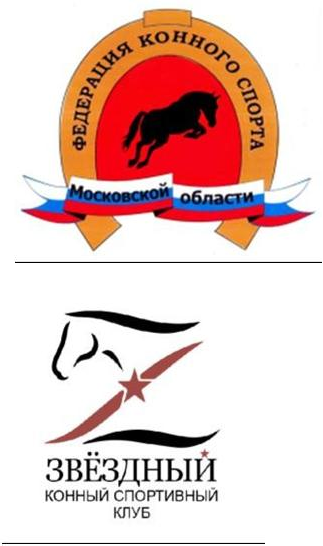 ФЕДЕРАЦИЯ КОННОГО СПОРТА
Московской области
ЗВЁЗДНЫЙ
КОННЫЙ СПОРТИВНЫЙ
КЛУБ